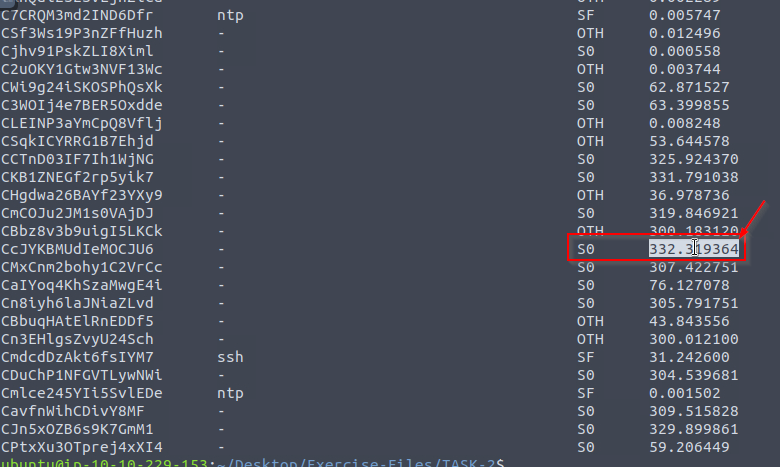 C7CRQM3md2IND6Dfr ntp SF 0.005747
CSf3Ws19P3nZFfHuzh - OTH 0.012496
Cjhv91PskZLI8Ximl - S0 0.000558
C2uOKY1Gtw3NVF13Wc - OTH 0.003744
CWi9g24iSKOSPhQsXk - S0 62.871527
C3WOIj4e7BER5Oxdde - S0 63.399855
CLEINP3aYmCpQ8Vflj - OTH 0.008248
CSqkICYRRG1B7Ehjd - OTH 53.644578
CCTnD03IF7Ih1WjNG - S0 325.924370
CKB1ZNEGf2rp5yik7 - S0 331.791038
CHgdwa26BAYf23YXy9 - OTH 36.978736
CmCOJu2JM1s0VAjDJ - S0 319.846921
CBbz8v3b9uigI5LKCk - OTH 300.183120
CcJYKBMUdIeMOCJU6 - S0 332.319364
CMxCnm2bohy1C2VrCc - S0 307.422751
CaIYoq4KhSzaMwgE4i - S0 76.127078
Cn8iyh6laJNiaZLvd - S0 305.791751
CBbuqHAtElRnEDDf5 - OTH 43.843556
Cn3EHlgsZvyU24Sch - OTH 300.012100
CmdcdDzAkt6fsIYM7 ssh SF 31.242600
CDuChP1NFGVTLywNWi - S0 304.539681
Cmlce245YIi5SvlEDe ntp SF 0.001502
CavfnWihCDivY8MF - S0 309.515828
CJn5xOZB6s9K7GmM1 - S0 329.899861
CPtxXu3OTprej4xXI4 - S0 59.206449
ubuntu@ip-10-10-229-153:~/Desktop/Exercise-Files/TASK-2$